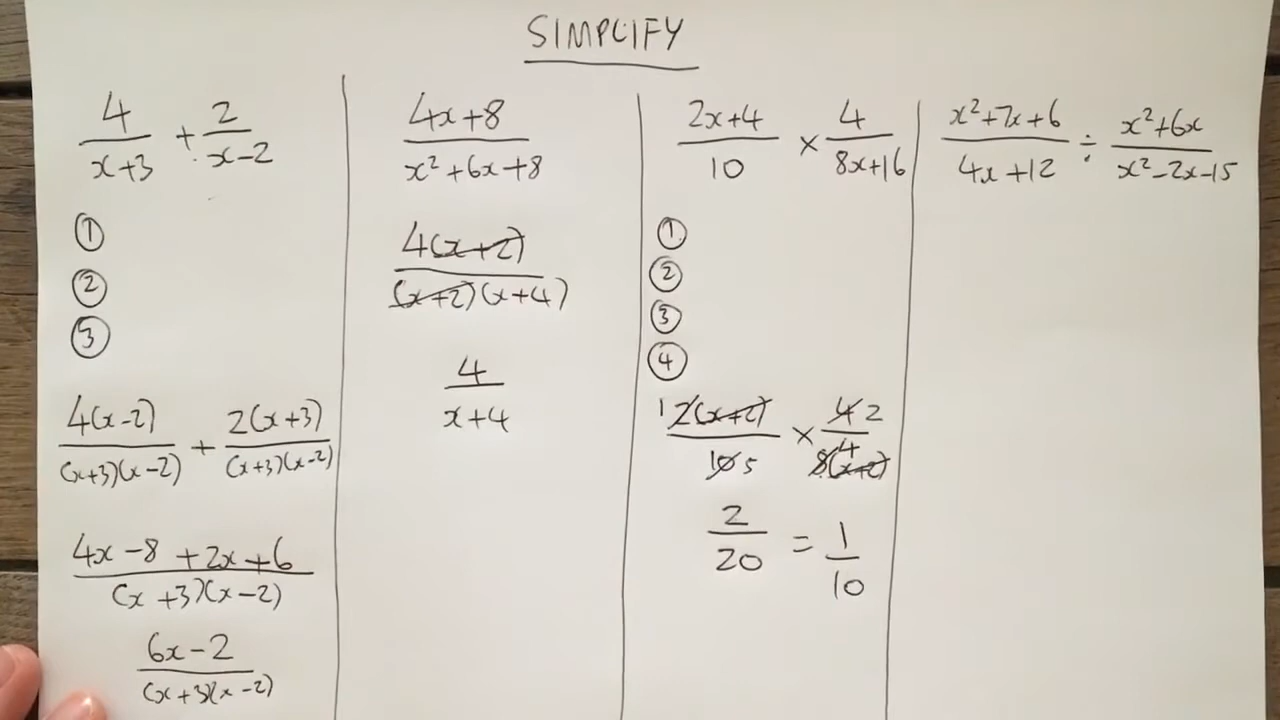 SIMPLIFY
4/(x+3) + 2/(x-2)
①
②
③
4(x-2)/((x+3)(x-2)) + 2(x+3)/((x+3)(x-2))
(4x-8+2x+6)/((x+3)(x-2))
(6x-2)/((x+3)(x-2))
(4x+8)/(x²+6x+8)
4(x+2)/((x+2)(x+4))
4/(x+4)
(2x+4)/10 × 4/(8x+16)
①
②
③
④
1 2(x+2)/10 5 × 4 2/4 8(x+2)
2/20 = 1/10
(x²+7x+6)/(4x+12) ÷ (x²+6x)/(x²-2x-15)